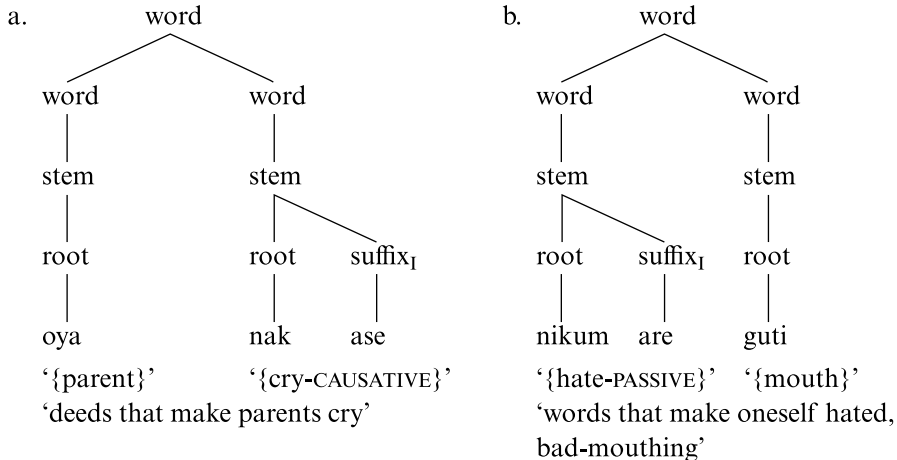 a. word b. word
word word word word
stem stem stem stem
root root suffixI root suffixI root
oya nak ase nikum are guti
‘{parent}’ ‘{cry-CAUSATIVE}’ ‘{hate-PASSIVE}’ ‘{mouth}’
‘deeds that make parents cry’ ‘words that make oneself hated,
bad-mouthing’